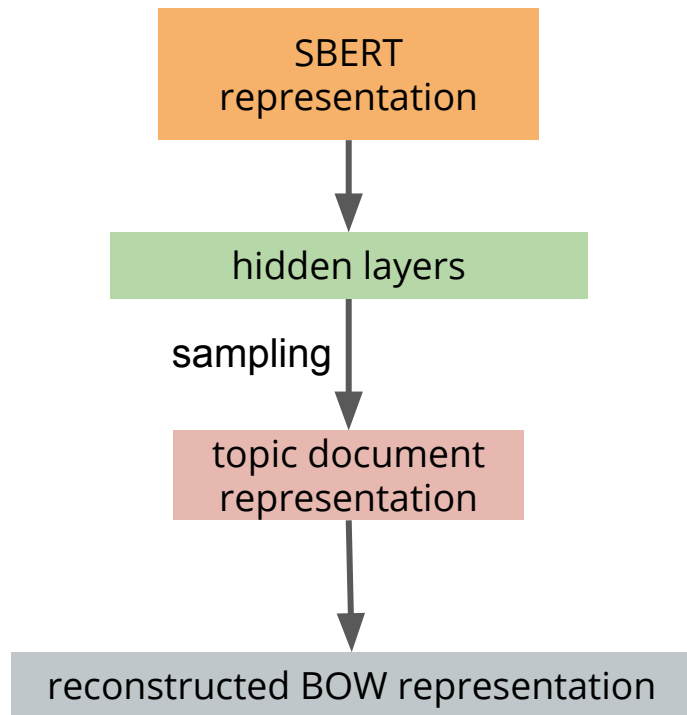 SBERT
representation
hidden layers
sampling
topic document
representation
reconstructed BOW representation